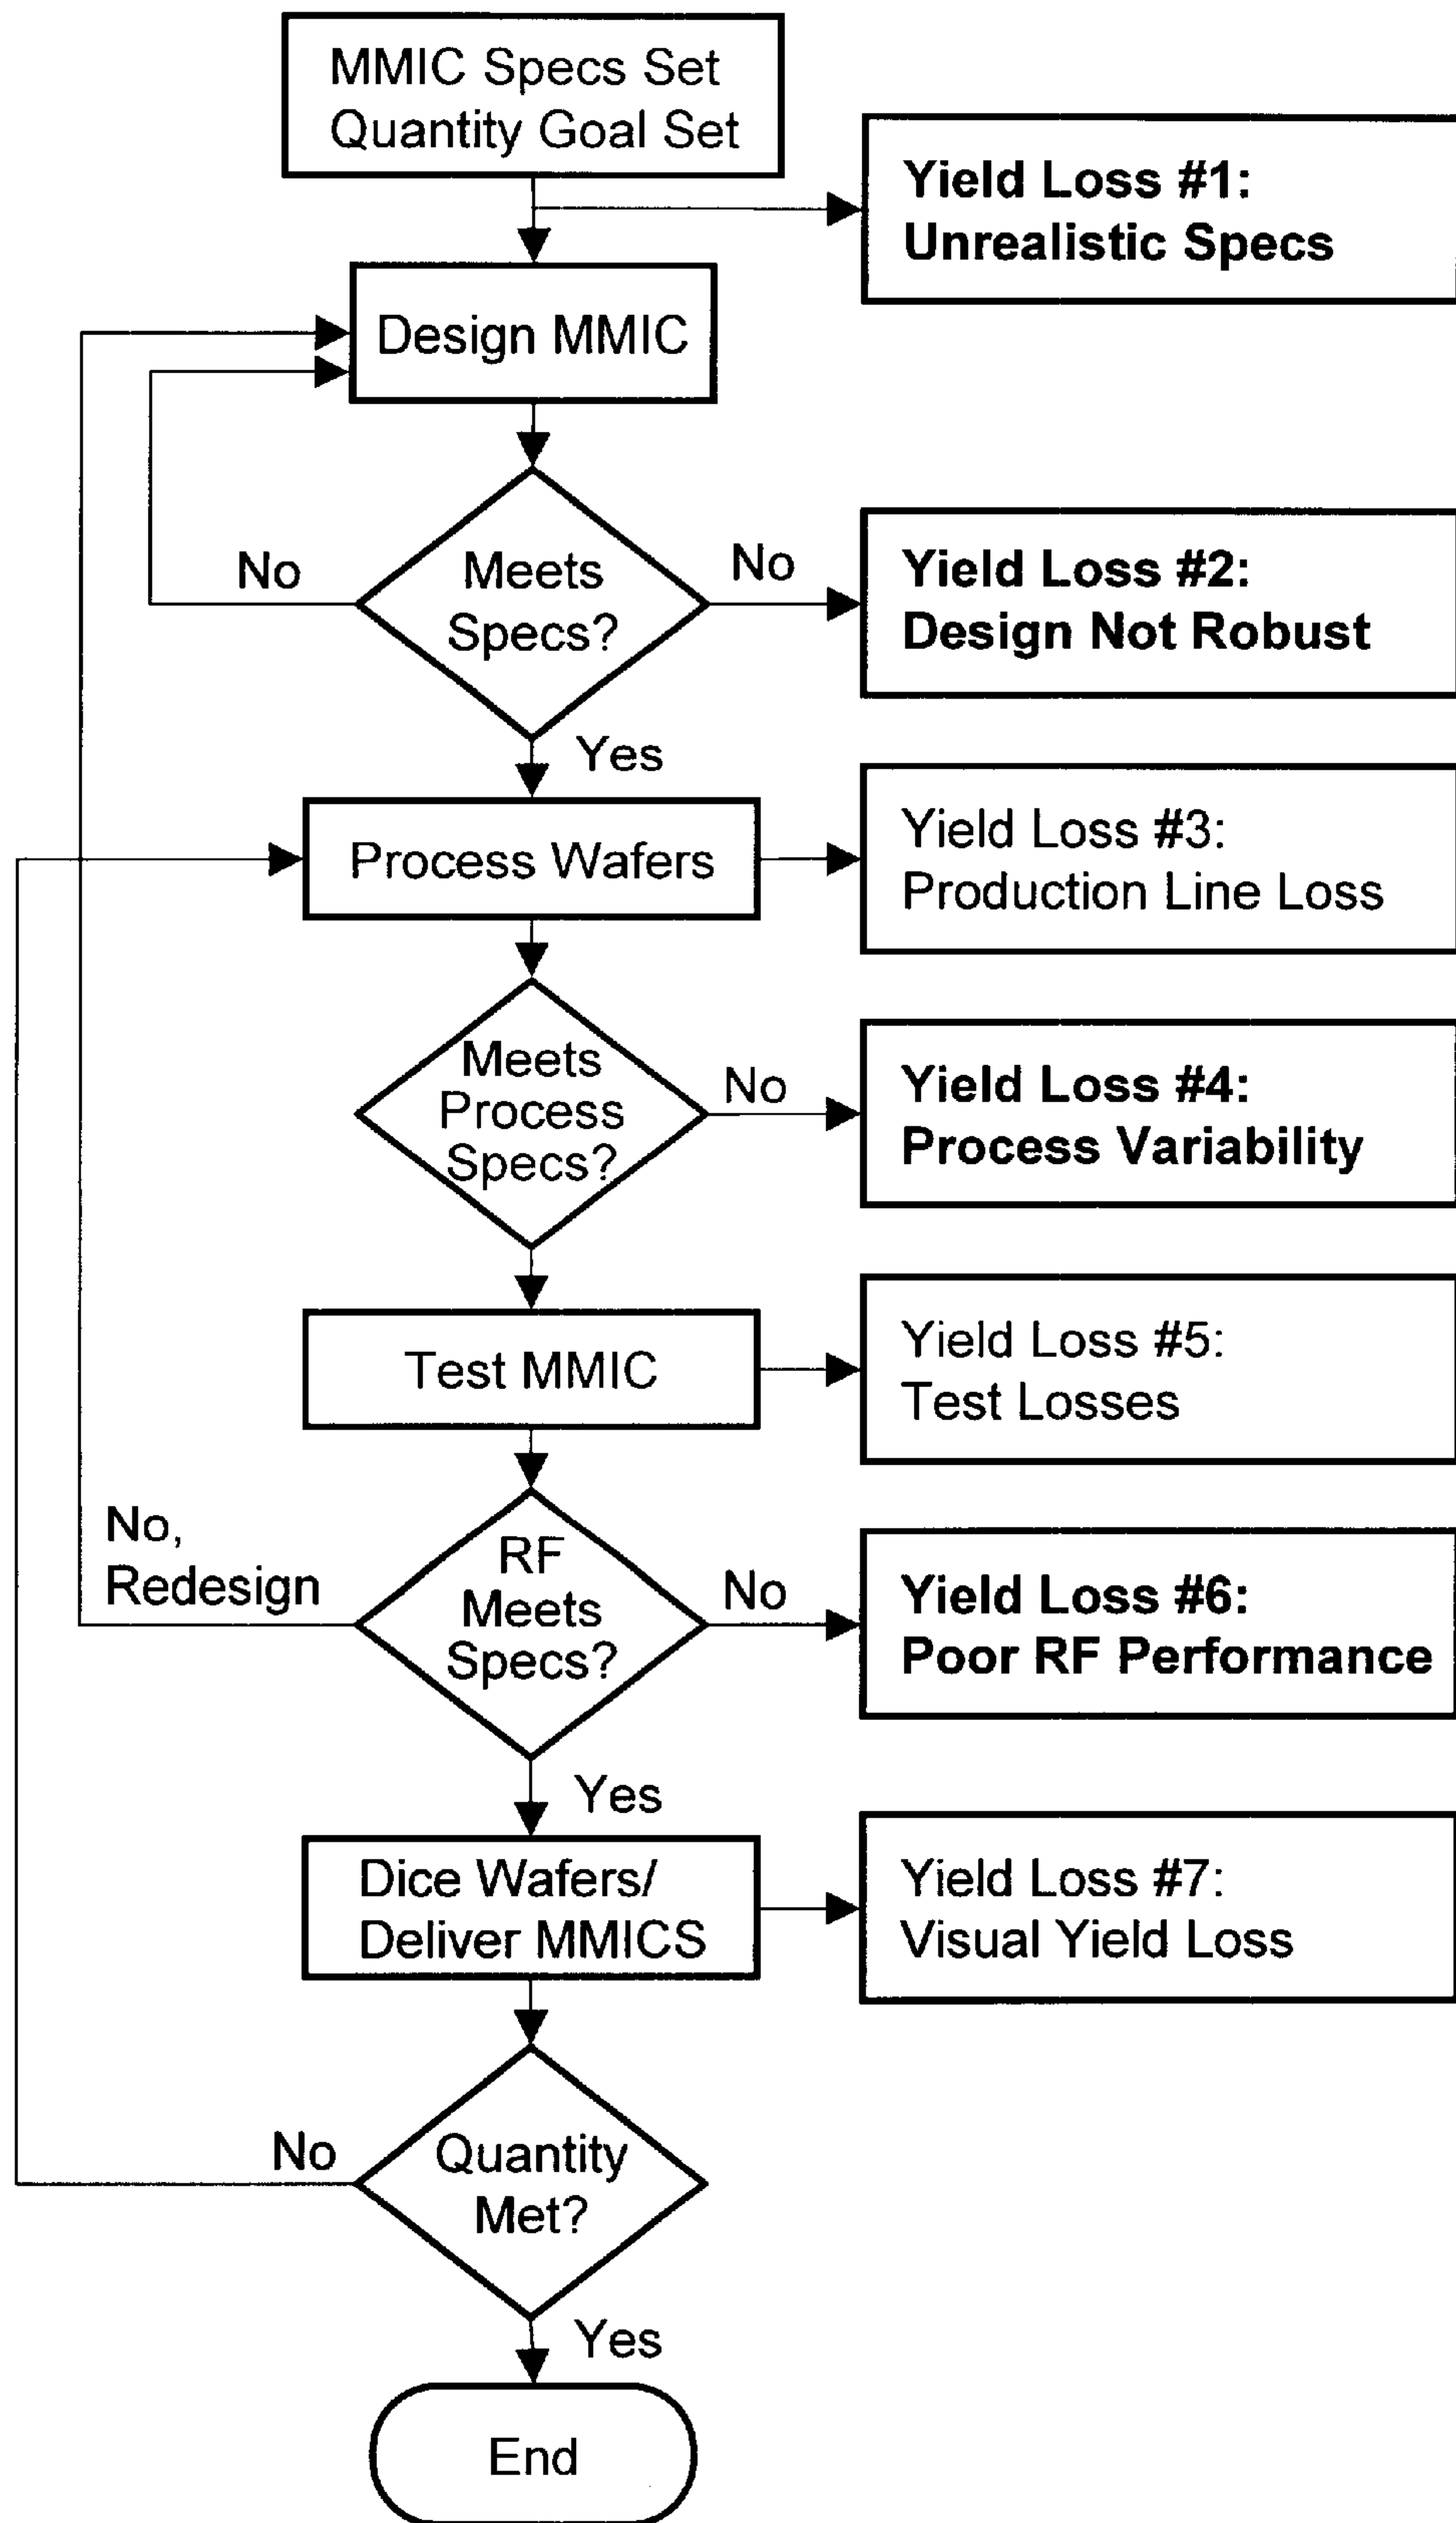 MMIC Specs Set
Quantity Goal Set
Yield Loss #1:
Unrealistic Specs
Design MMIC
No
Meets
Specs?
No
Yield Loss #2:
Design Not Robust
Yes
Process Wafers
Yield Loss #3:
Production Line Loss
Meets
Process
Specs?
No
Yield Loss #4:
Process Variability
Test MMIC
Yield Loss #5:
Test Losses
No,
Redesign
RF
Meets
Specs?
No
Yield Loss #6:
Poor RF Performance
Yes
Dice Wafers/
Deliver MMICS
Yield Loss #7:
Visual Yield Loss
No
Quantity
Met?
Yes
End